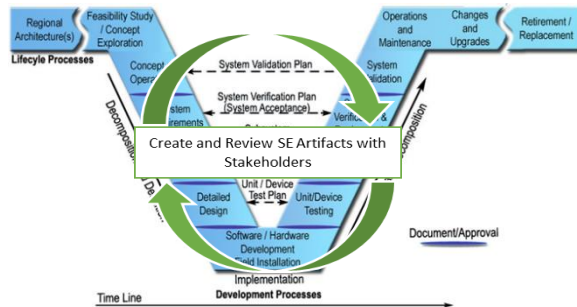 Regional
Architecture(s)
Feasibility Study
/ Concept
Exploration
Operations
and
Maintenance
Changes
and
Upgrades
Retirement /
Replacement
Lifecyle Processes
Concept
Opera
System Validation Plan
System
Validation
System Verification Plan
(System Acceptance)
Create and Review SE Artifacts with
Stakeholders
Unit / Device
Test Plan
Detailed
Design
Unit/Device
Testing
Software / Hardware
Development
Field Installation
Document/Approval
Implementation
Time Line
Development Processes